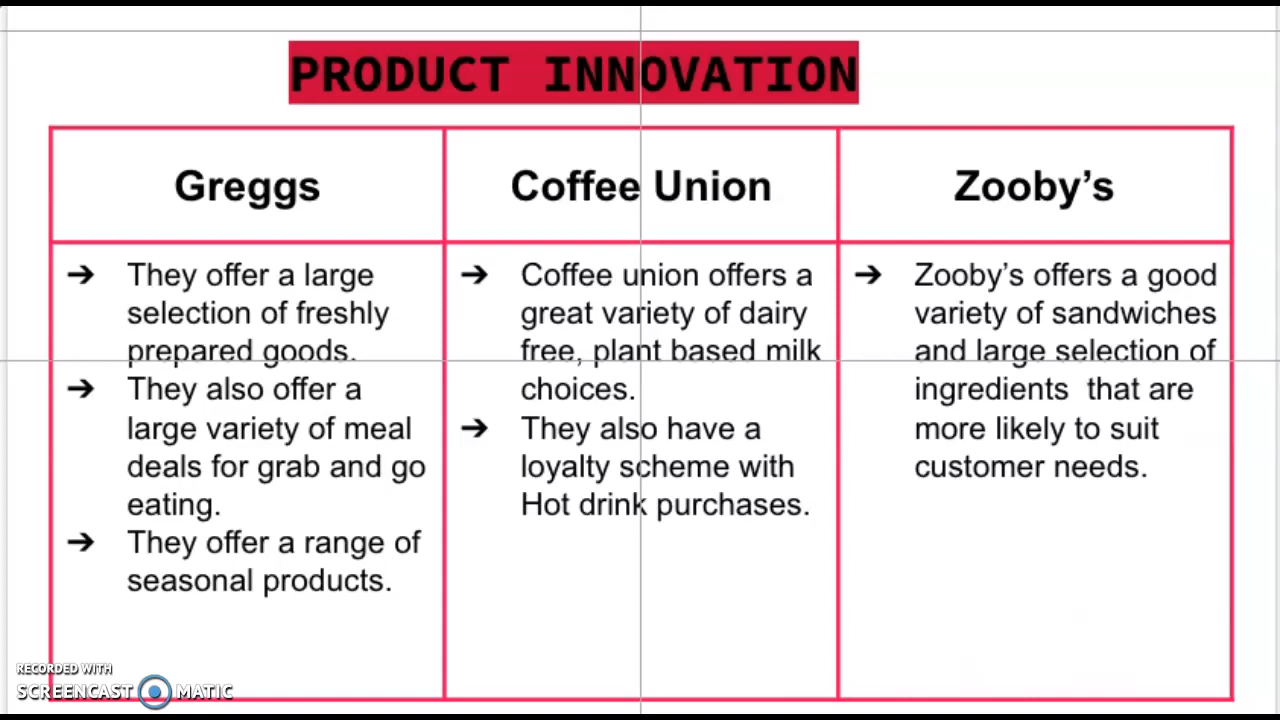 PRODUCT INNOVATION
Greggs
Coffee Union
Zooby's
➔ They offer a large
selection of freshly
prepared goods.
➔ They also offer a
large variety of meal
deals for grab and go
eating.
➔ They offer a range of
seasonal products.
➔ Coffee union offers a
great variety of dairy
free, plant based milk
choices.
➔ They also have a
loyalty scheme with
Hot drink purchases.
➔ Zooby’s offers a good
variety of sandwiches
and large selection of
ingredients  that are
more likely to suit
customer needs.
RECORDED WITH
SCREENCAST MATIC